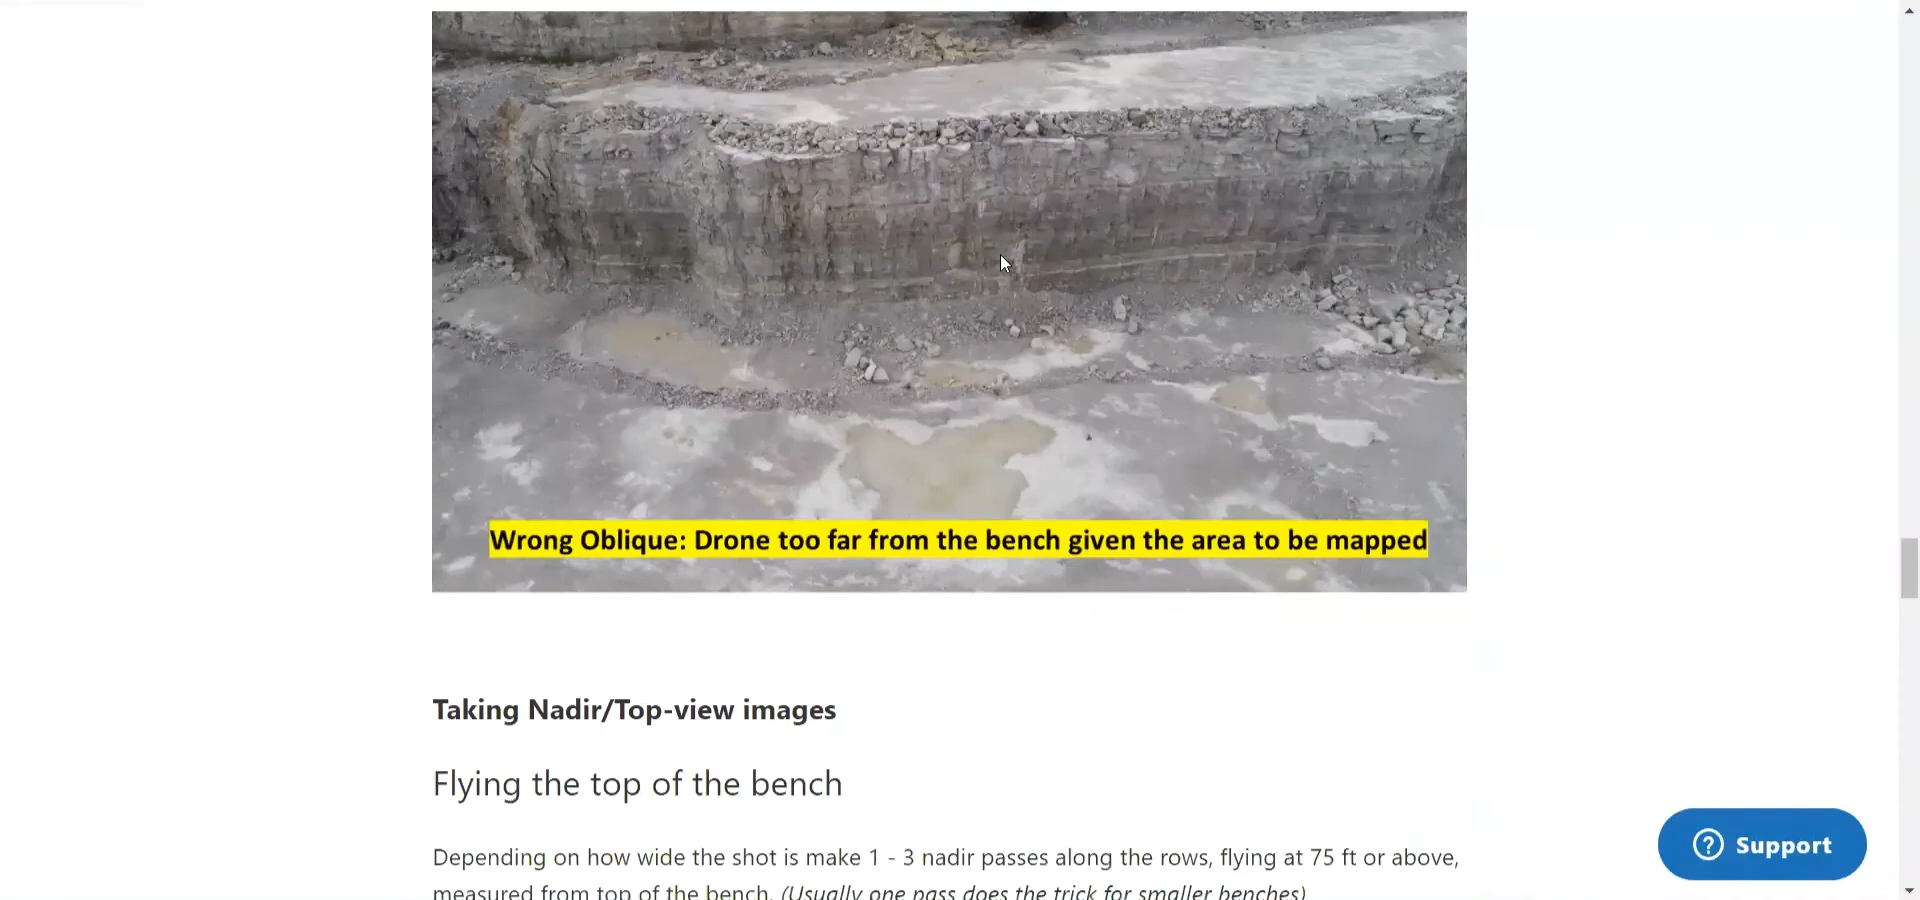 Wrong Oblique: Drone too far from the bench given the area to be mapped
Taking Nadir/Top-view images
Flying the top of the bench
Depending on how wide the shot is make 1 - 3 nadir passes along the rows, flying at 75 ft or above,
measured from top of the bench. (Usually one pass does the trick for smaller benches)
Support